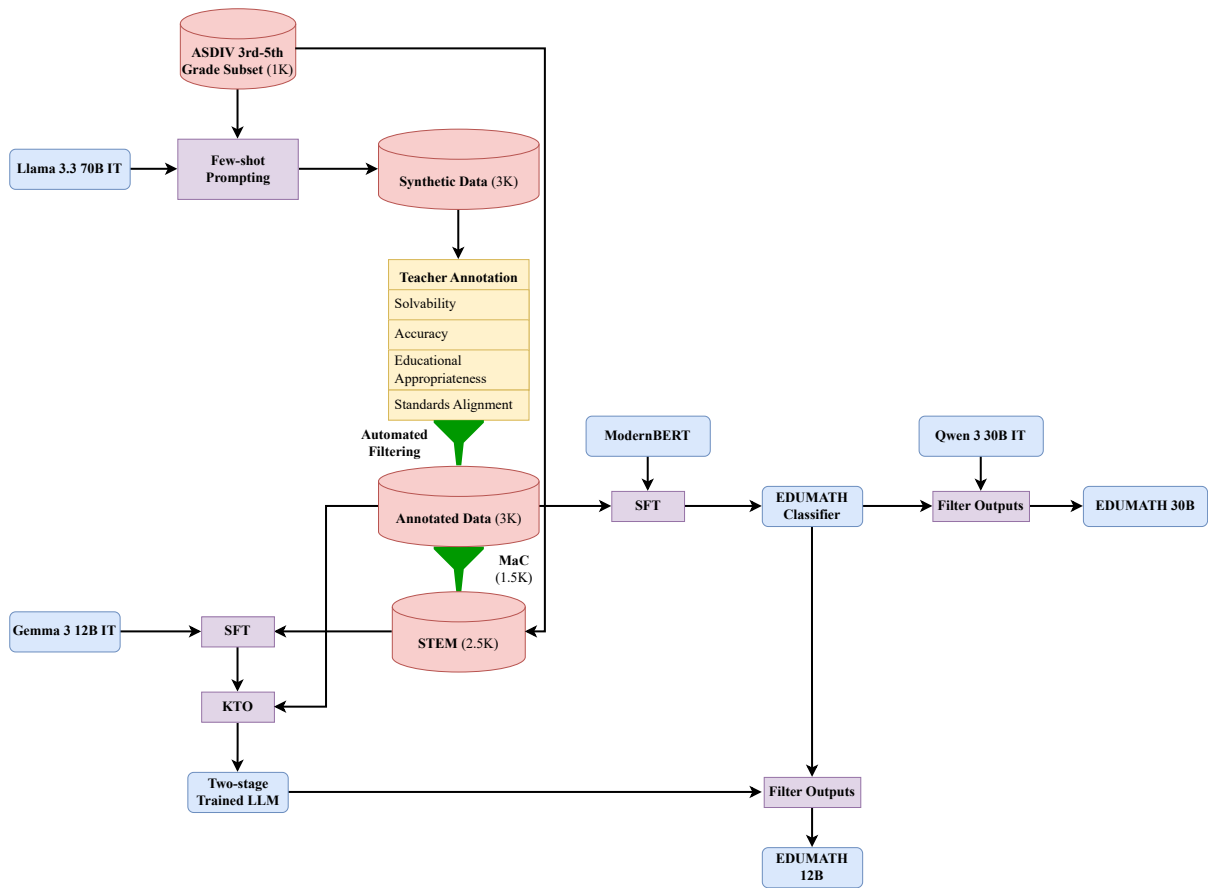 ASDIV 3rd-5th
Grade Subset (1K)
Llama 3.3 70B IT
Few-shot
Prompting
Synthetic Data (3K)
Teacher Annotation
Solvability
Accuracy
Educational
Appropriateness
Standards Alignment
Automated
Filtering
ModernBERT
Qwen 3 30B IT
Annotated Data (3K)
SFT
EDUMATH
Classifier
Filter Outputs
EDUMATH 30B
MaC
(1.5K)
Gemma 3 12B IT
SFT
STEM (2.5K)
KTO
Two-stage
Trained LLM
Filter Outputs
EDUMATH
12B